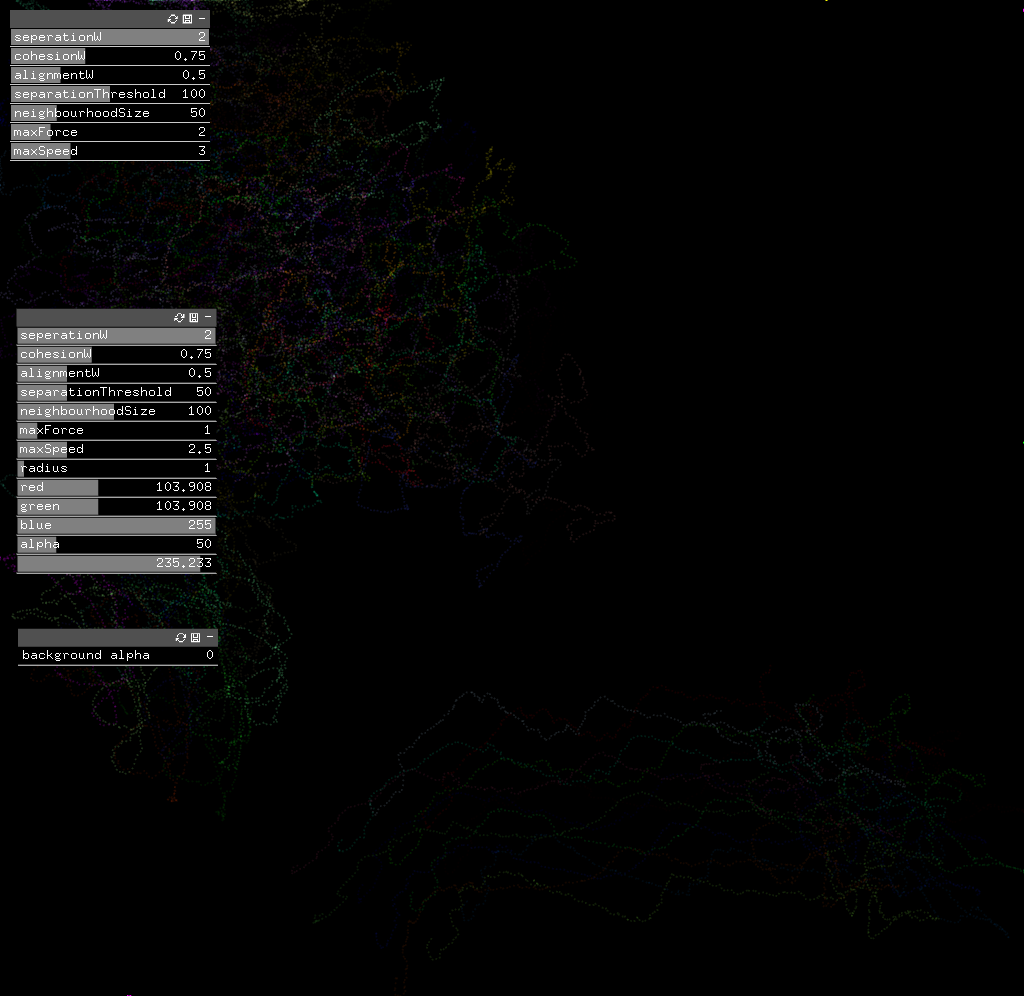 seperationW 2
cohesionW 0.75
alignmentW 0.5
separationThreshold 100
neighbourhoodSize 50
maxForce 2
maxSpeed 3
seperationW 2
cohesionW 0.75
alignmentW 0.5
separationThreshold 50
neighbourhoodSize 100
maxForce 1
maxSpeed 2.5
radius 1
red 103.908
green 103.908
blue 255
alpha 50
235.233
background alpha 0